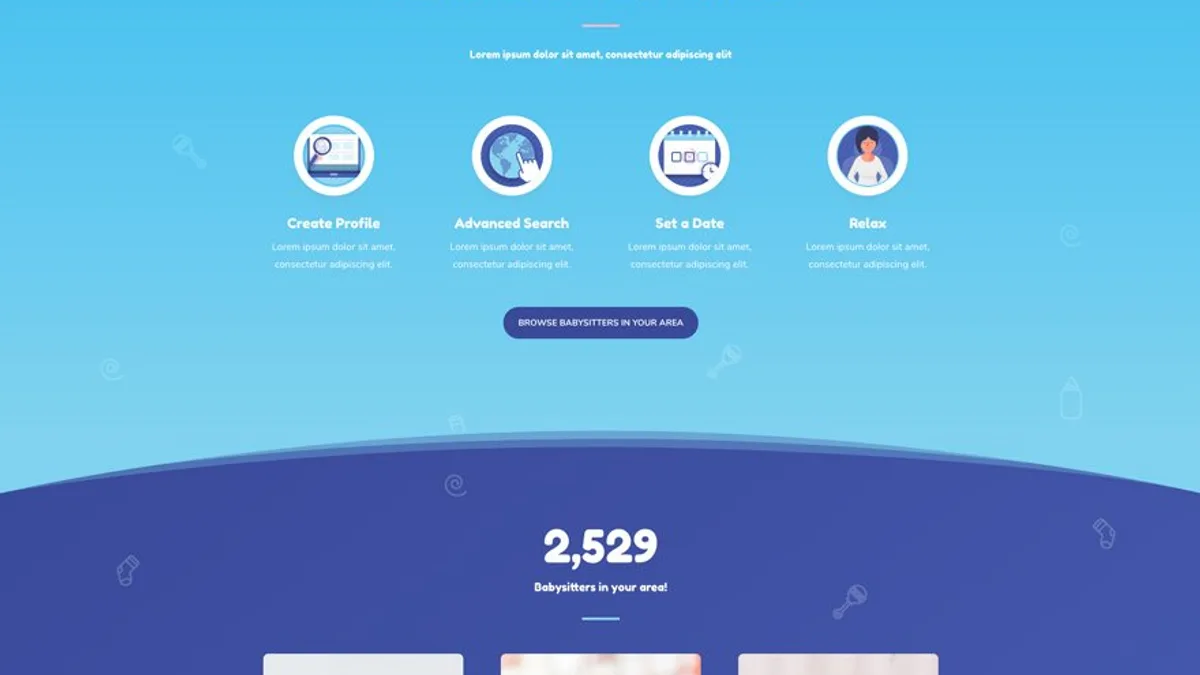 Lorem ipsum dolor sit amet, consectetur adipiscing elit
Create Profile
Lorem ipsum dolor sit amet,
consectetur adipiscing elit.
Advanced Search
Lorem ipsum dolor sit amet,
consectetur adipiscing elit.
Set a Date
Lorem ipsum dolor sit amet,
consectetur adipiscing elit.
Relax
Lorem ipsum dolor sit amet,
consectetur adipiscing elit.
BROWSE BABYSITTERS IN YOUR AREA
2,529
Babysitters in your area!